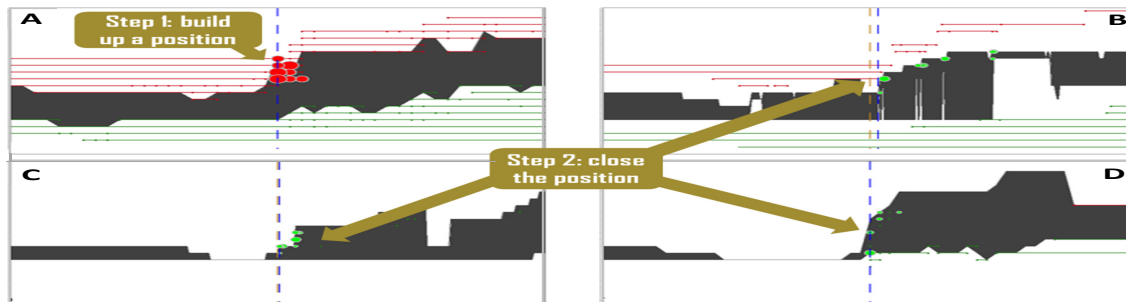 A
Step 1: build
up a position
B
C
Step 2: close
the position
D